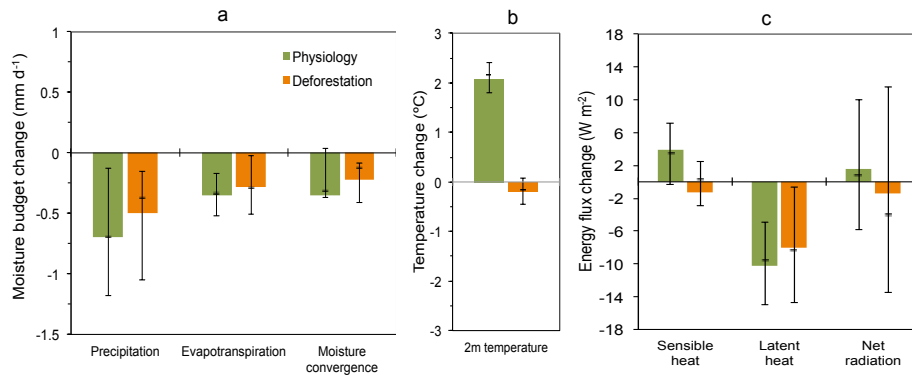 a
Moisture budget change (mm d⁻¹)
1
0.5
0
-0.5
-1
-1.5
Physiology
Deforestation
Precipitation
Evapotranspiration
Moisture
convergence
b
Temperature change (ºC)
3
2
1
0
-1
-2
-3
2m temperature
c
Energy flux change (W m⁻²)
18
14
10
6
2
-2
-6
-10
-14
-18
Sensible
heat
Latent
heat
Net
radiation